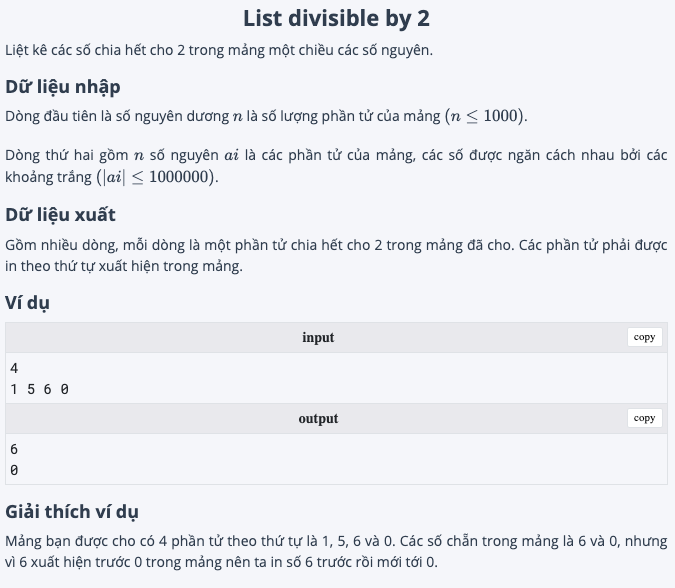 List divisible by 2
Liệt kê các số chia hết cho 2 trong mảng một chiều các số nguyên.
Dữ liệu nhập
Dòng đầu tiên là số nguyên dương n là số lượng phần tử của mảng (n ≤ 1000).
Dòng thứ hai gồm n số nguyên ai là các phần tử của mảng, các số được ngăn cách nhau bởi các
khoảng trắng (|ai| ≤ 1000000).
Dữ liệu xuất
Gồm nhiều dòng, mỗi dòng là một phần tử chia hết cho 2 trong mảng đã cho. Các phần tử phải được
in theo thứ tự xuất hiện trong mảng.
Ví dụ
input copy
4
1 5 6 0
output copy
6
0
Giải thích ví dụ
Mảng bạn được cho có 4 phần tử theo thứ tự là 1, 5, 6 và 0. Các số chẵn trong mảng là 6 và 0, nhưng
vì 6 xuất hiện trước 0 trong mảng nên ta in số 6 trước rồi mới tới 0.